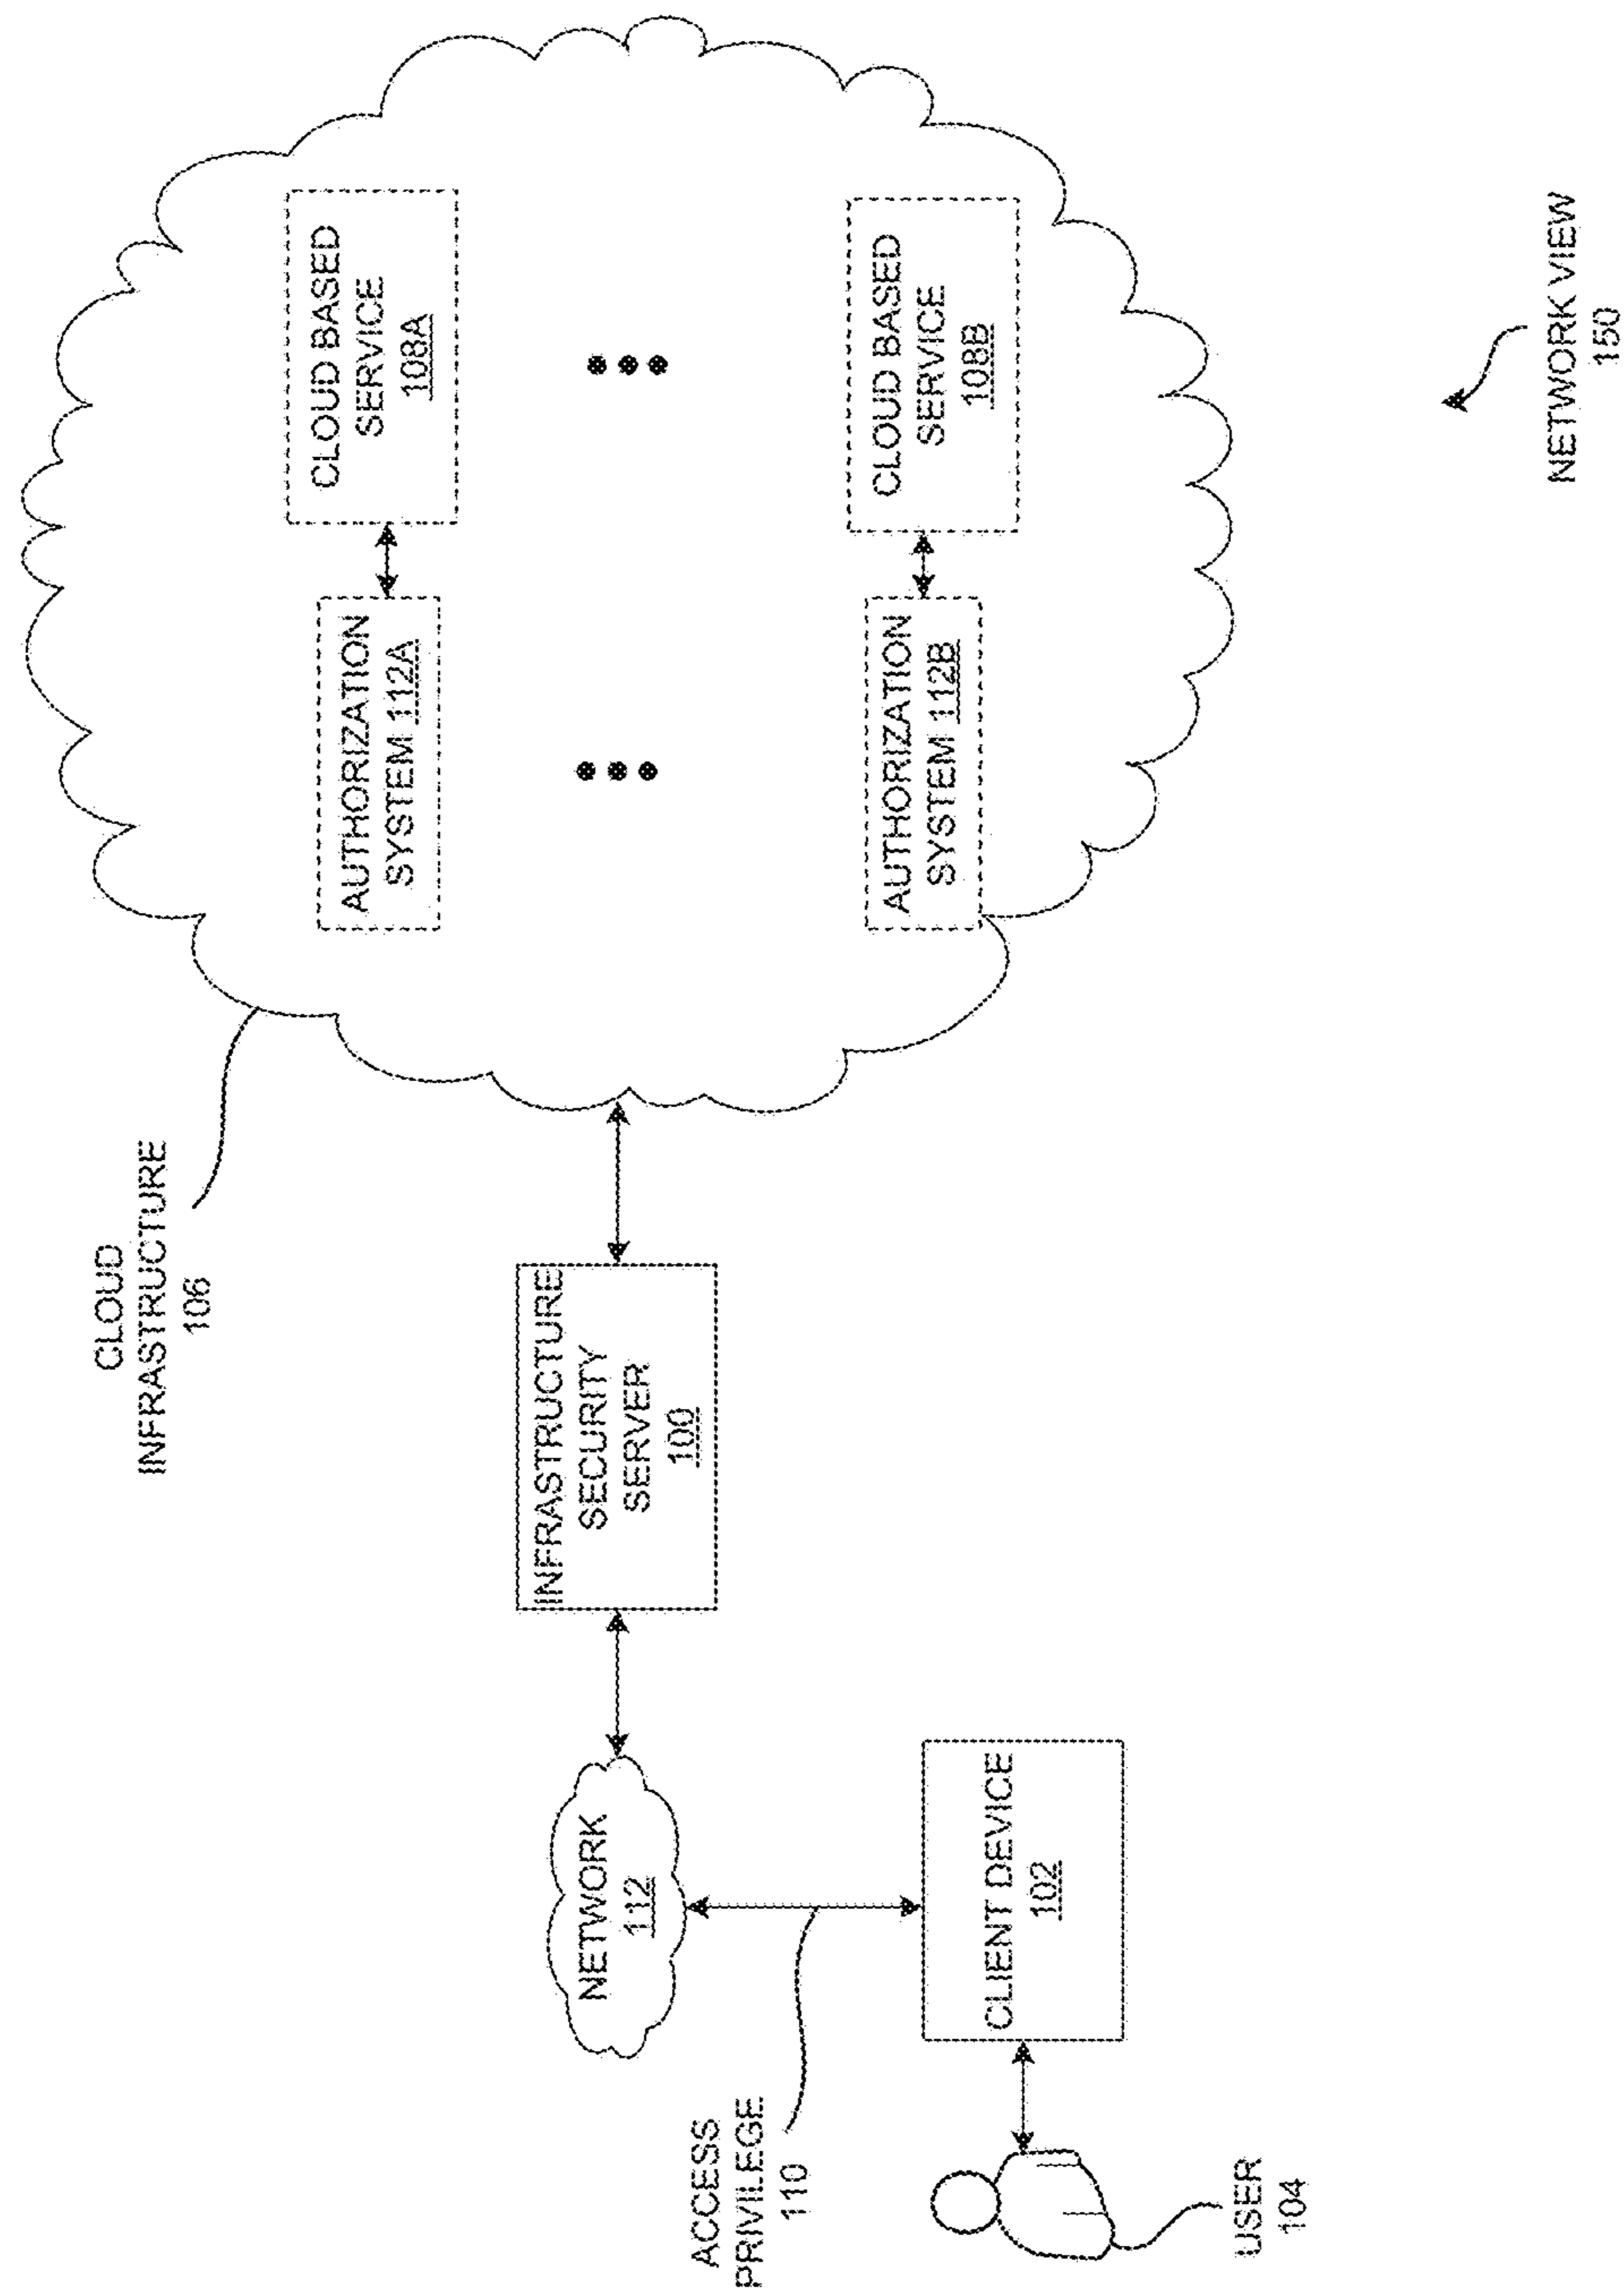 CLOUD
INFRASTRUCTURE
106
CLOUD BASED
SERVICE
108A
AUTHORIZATION
SYSTEM 112A
INFRASTRUCTURE
SECURITY
SERVER
100
NETWORK
112
ACCESS
PRIVILEGE
110
CLOUD BASED
SERVICE
108B
AUTHORIZATION
SYSTEM 112B
CLIENT DEVICE
102
USER
104
NETWORK VIEW
150